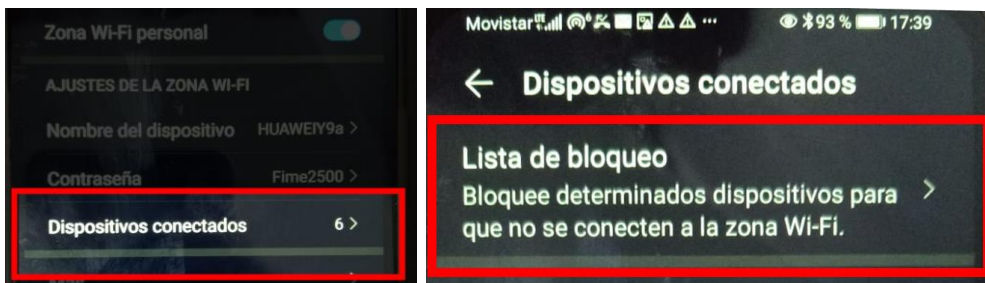 Zona Wi-Fi personal
AJUSTES DE LA ZONA WI-FI
Nombre del dispositivo HUAWEIY9a >
Contraseña Fime2500 >
Dispositivos conectados 6 >
Movistar 93 % 17:39
← Dispositivos conectados
Lista de bloqueo
Bloquee determinados dispositivos para >
que no se conecten a la zona Wi-Fi.